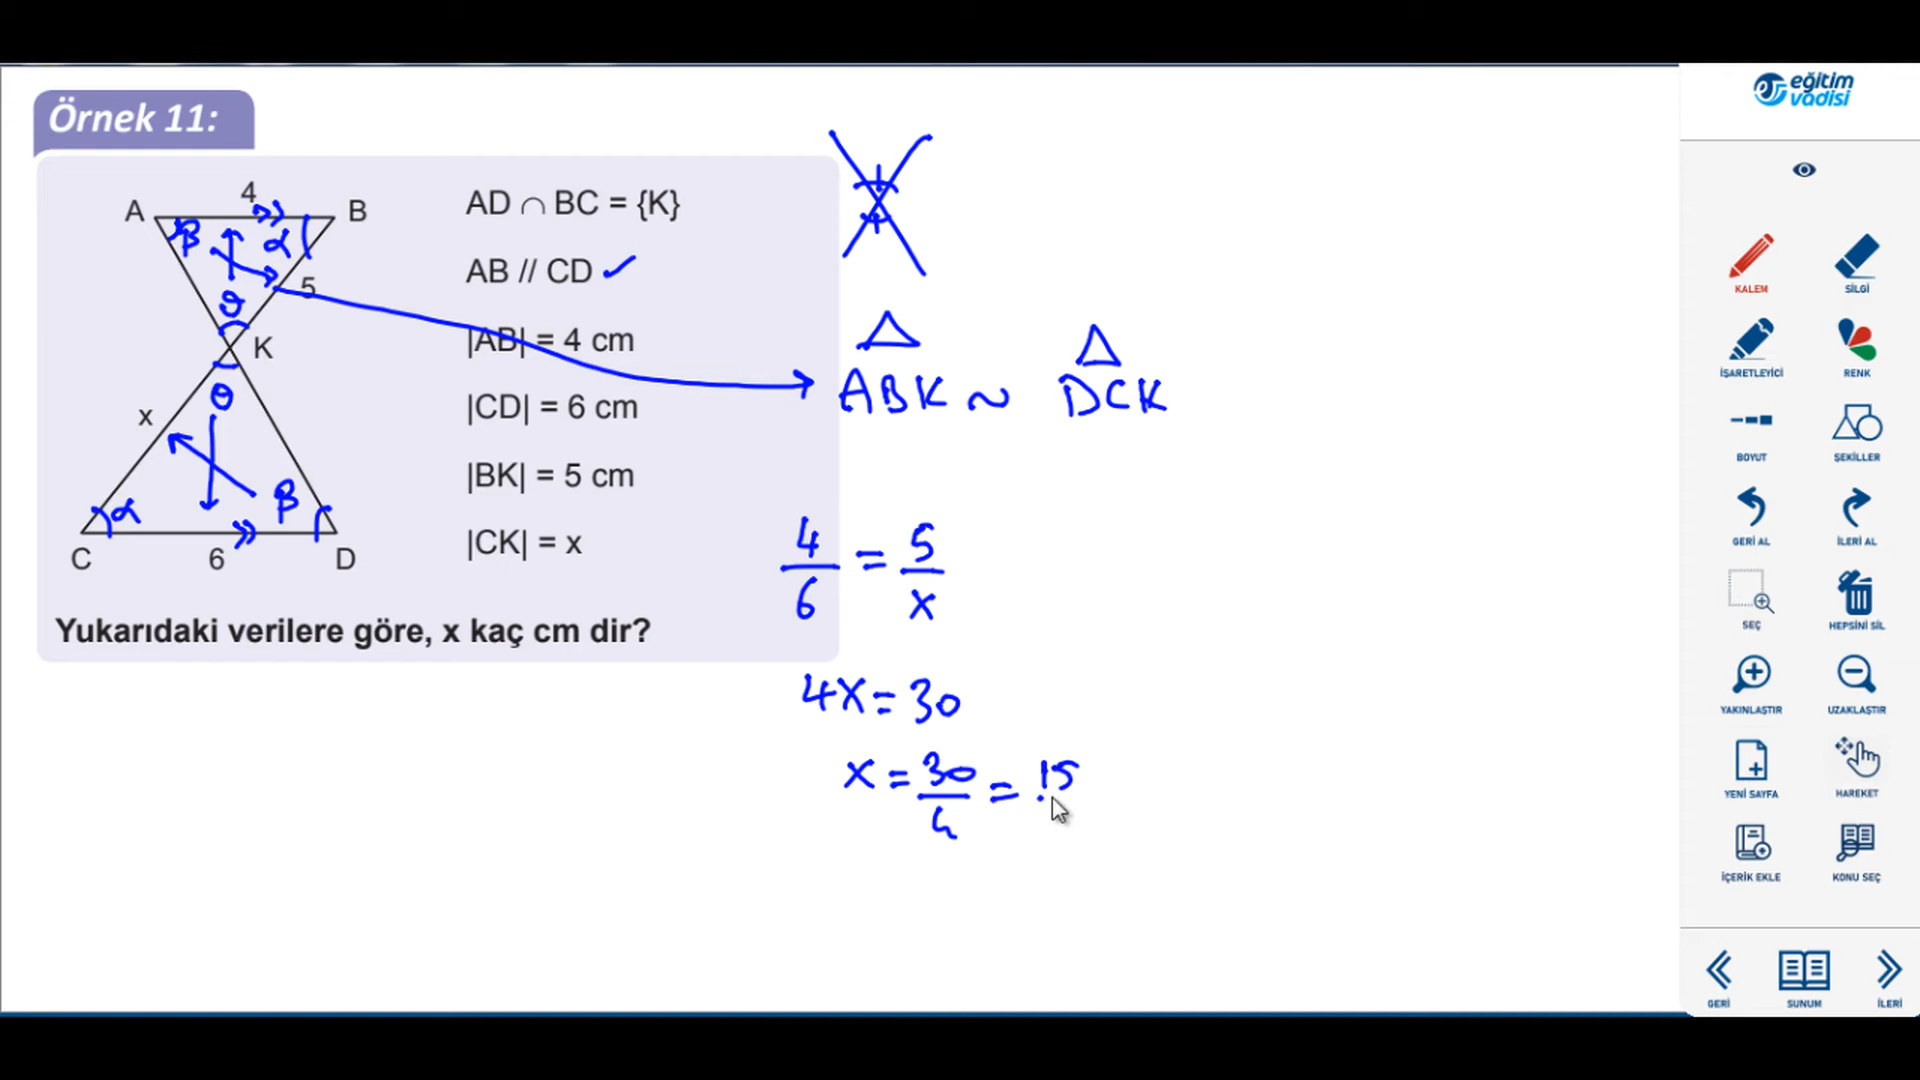 Örnek 11:
4
A
B
β
α
5
θ
K
θ
x
α
β
C
6
D
AD ∩ BC = {K}
AB // CD ✓
|AB| = 4 cm
|CD| = 6 cm
|BK| = 5 cm
|CK| = x
Yukarıdaki verilere göre, x kaç cm dir?
ABK ~ DCK
4/6 = 5/x
4x = 30
x = 30/4 = 15
eğitim
vadisi
KALEM
SİLGİ
İŞARETLEYİCİ
RENK
BOYUT
ŞEKİLLER
GERİ AL
İLERİ AL
SEÇ
HEPSİNİ SİL
YAKINLAŞTIR
UZAKLAŞTIR
YENİ SAYFA
HAREKET
İÇERİK EKLE
KONU SEÇ
GERİ
SUNUM
İLERİ